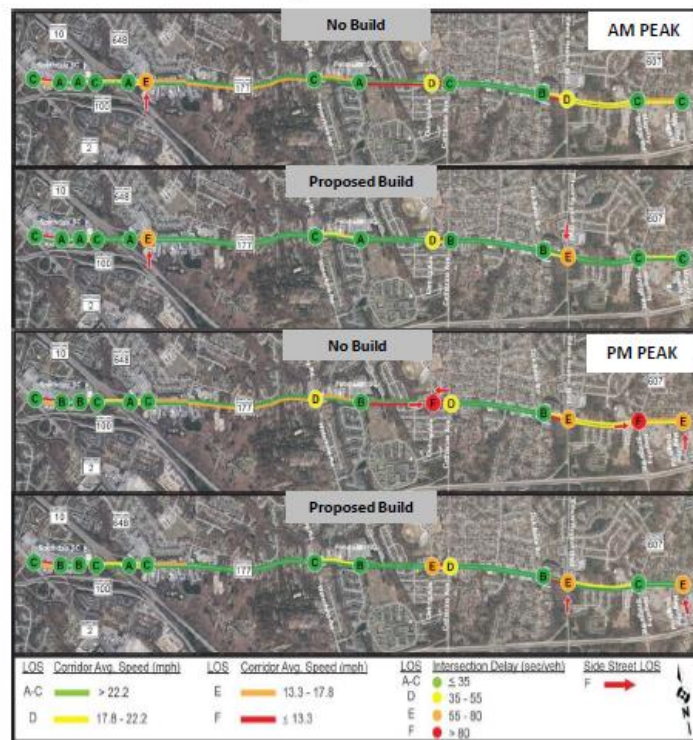 No Build
AM PEAK
10
648
607
C A A C A E
177
C A D C B D C C
100
2
Proposed Build
10
648
607
C A A C A E
177
C A D B B E C C
100
2
No Build
PM PEAK
10
648
607
C B B C A C
177
D B F D B E F E
100
2
Proposed Build
10
648
607
C B B C A C
177
C B E D B E C E
100
2
LOS Corridor Avg. Speed (mph)
A-C > 22.2
D 17.8 - 22.2
LOS Corridor Avg. Speed (mph)
E 13.3 - 17.8
F ≤ 13.3
LOS Intersection Delay (sec/veh)
A-C ≤ 35
D 35 - 55
E 55 - 80
F > 80
Side Street LOS
F
N